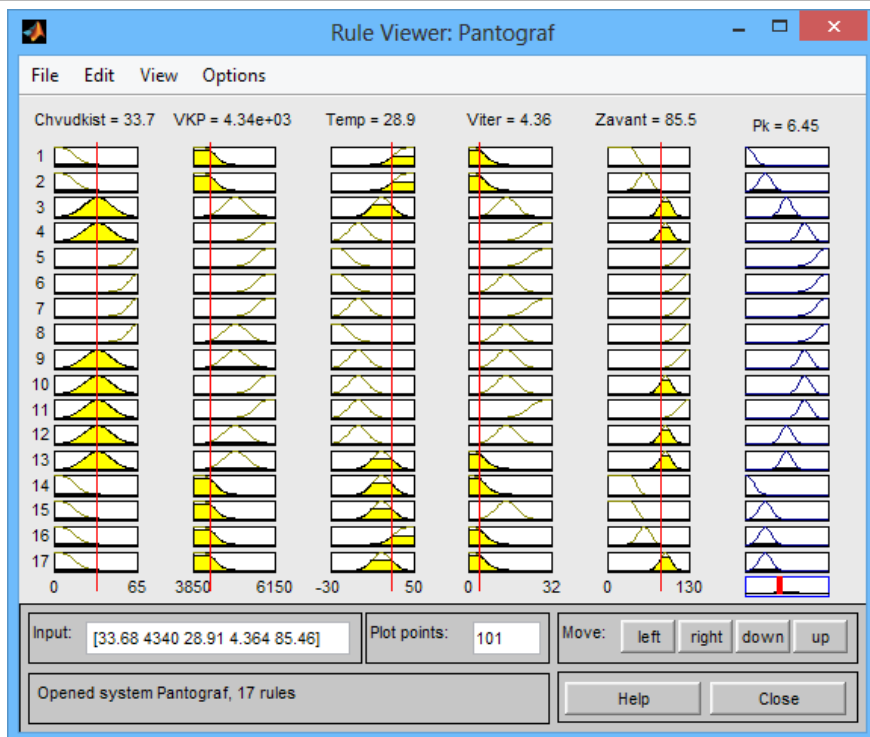 Rule Viewer: Pantograf
File Edit View Options
Chvudkist = 33.7 VKP = 4.34e+03 Temp = 28.9 Viter = 4.36 Zavant = 85.5 Pk = 6.45
1
2
3
4
5
6
7
8
9
10
11
12
13
14
15
16
17
0 65 3850 6150 -30 50 0 32 0 130
Input: [33.68 4340 28.91 4.364 85.46] Plot points: 101 Move: left right down up
Opened system Pantograf, 17 rules Help Close